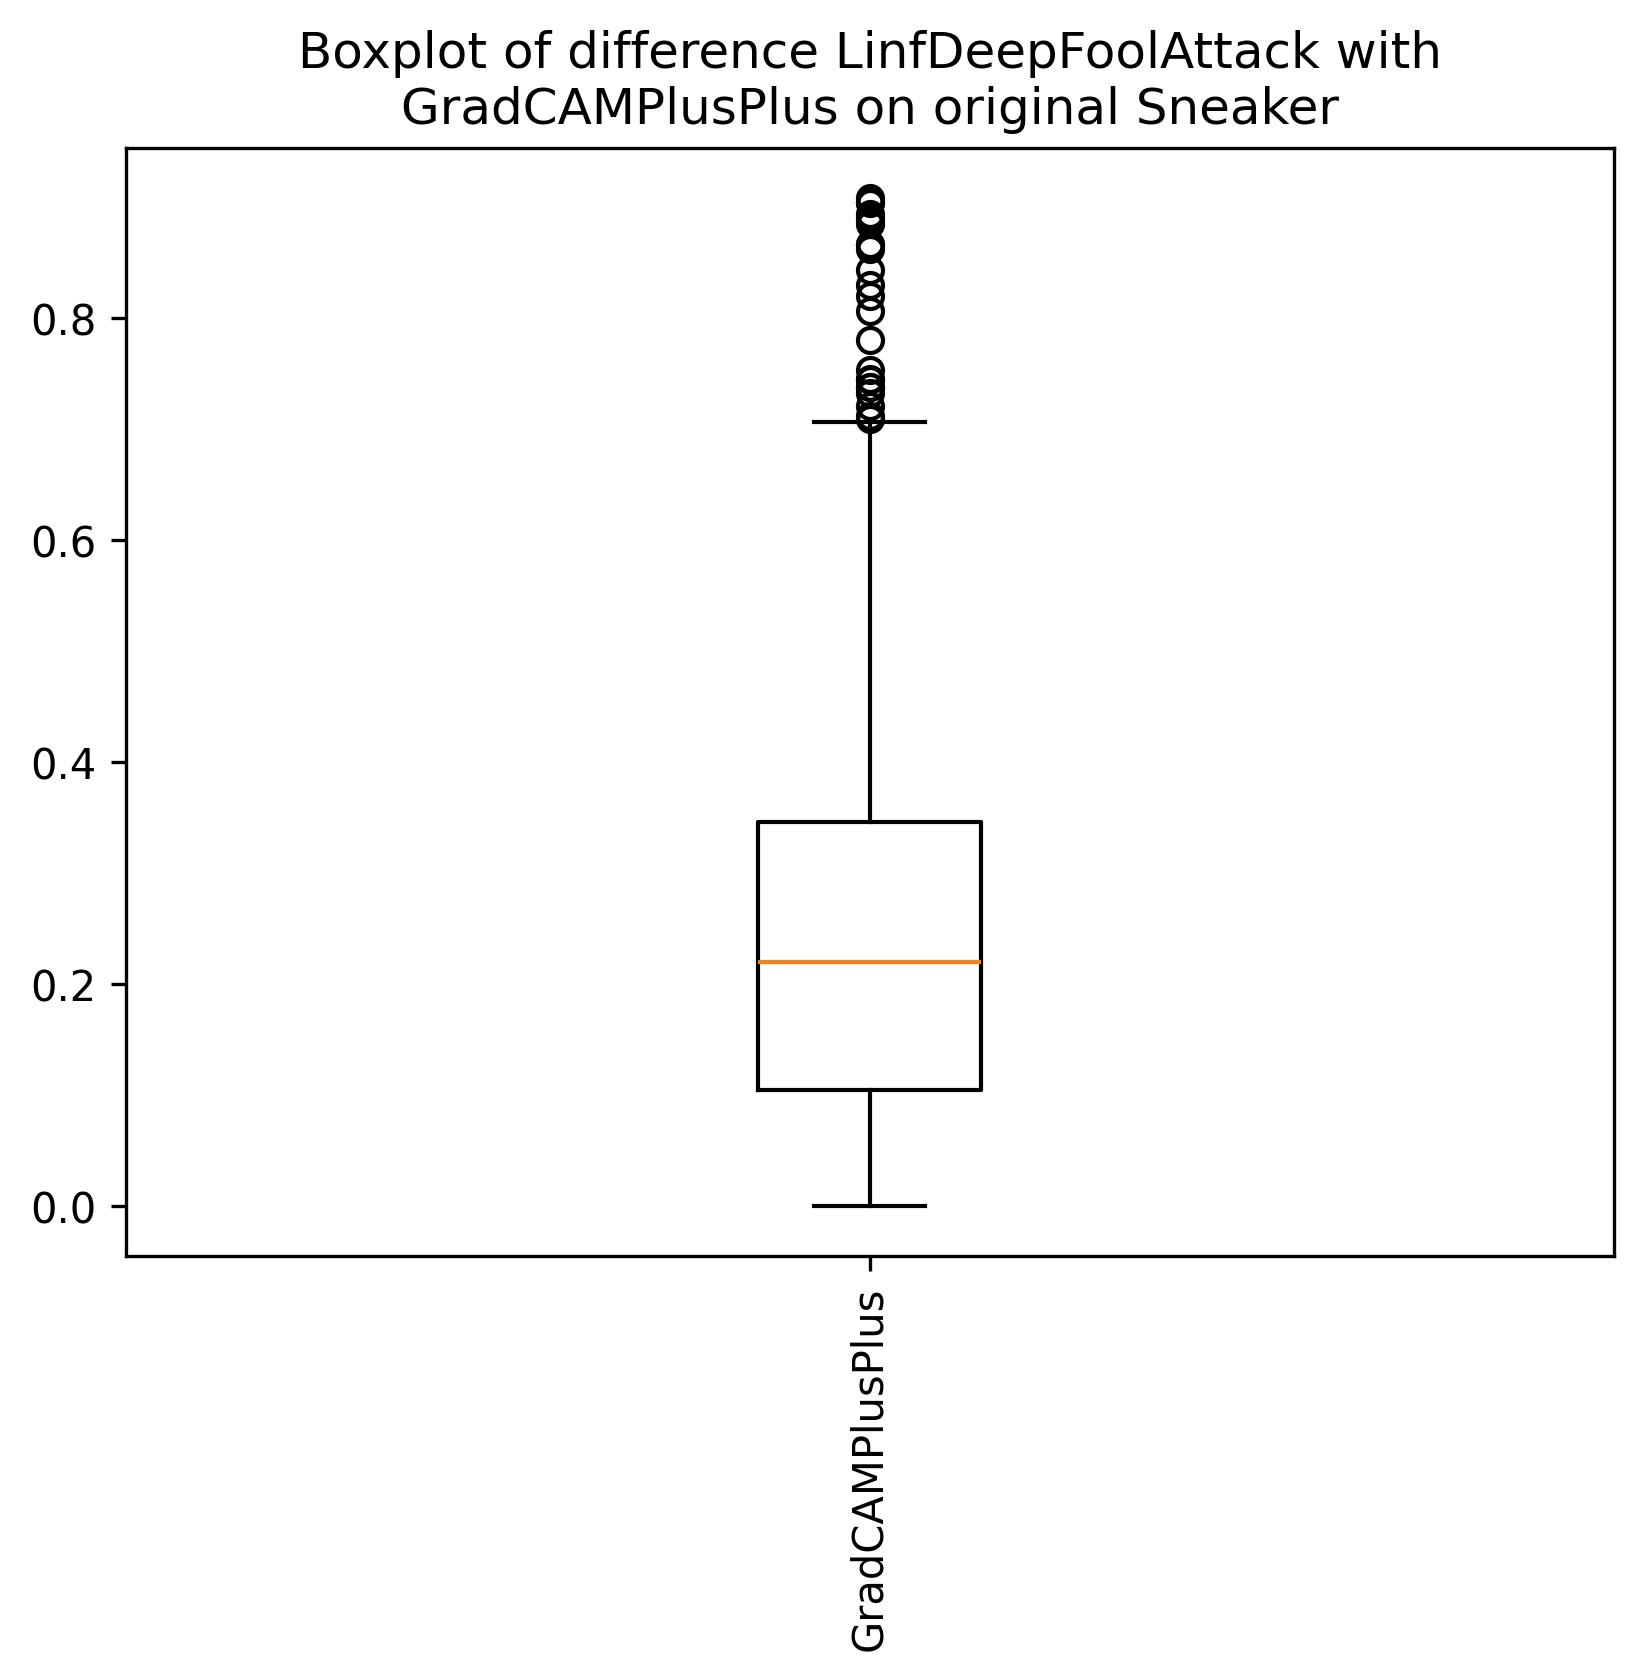 Boxplot of difference LinfDeepFoolAttack with
GradCAMPlusPlus on original Sneaker
0.8
0.6
0.4
0.2
0.0
GradCAMPlusPlus